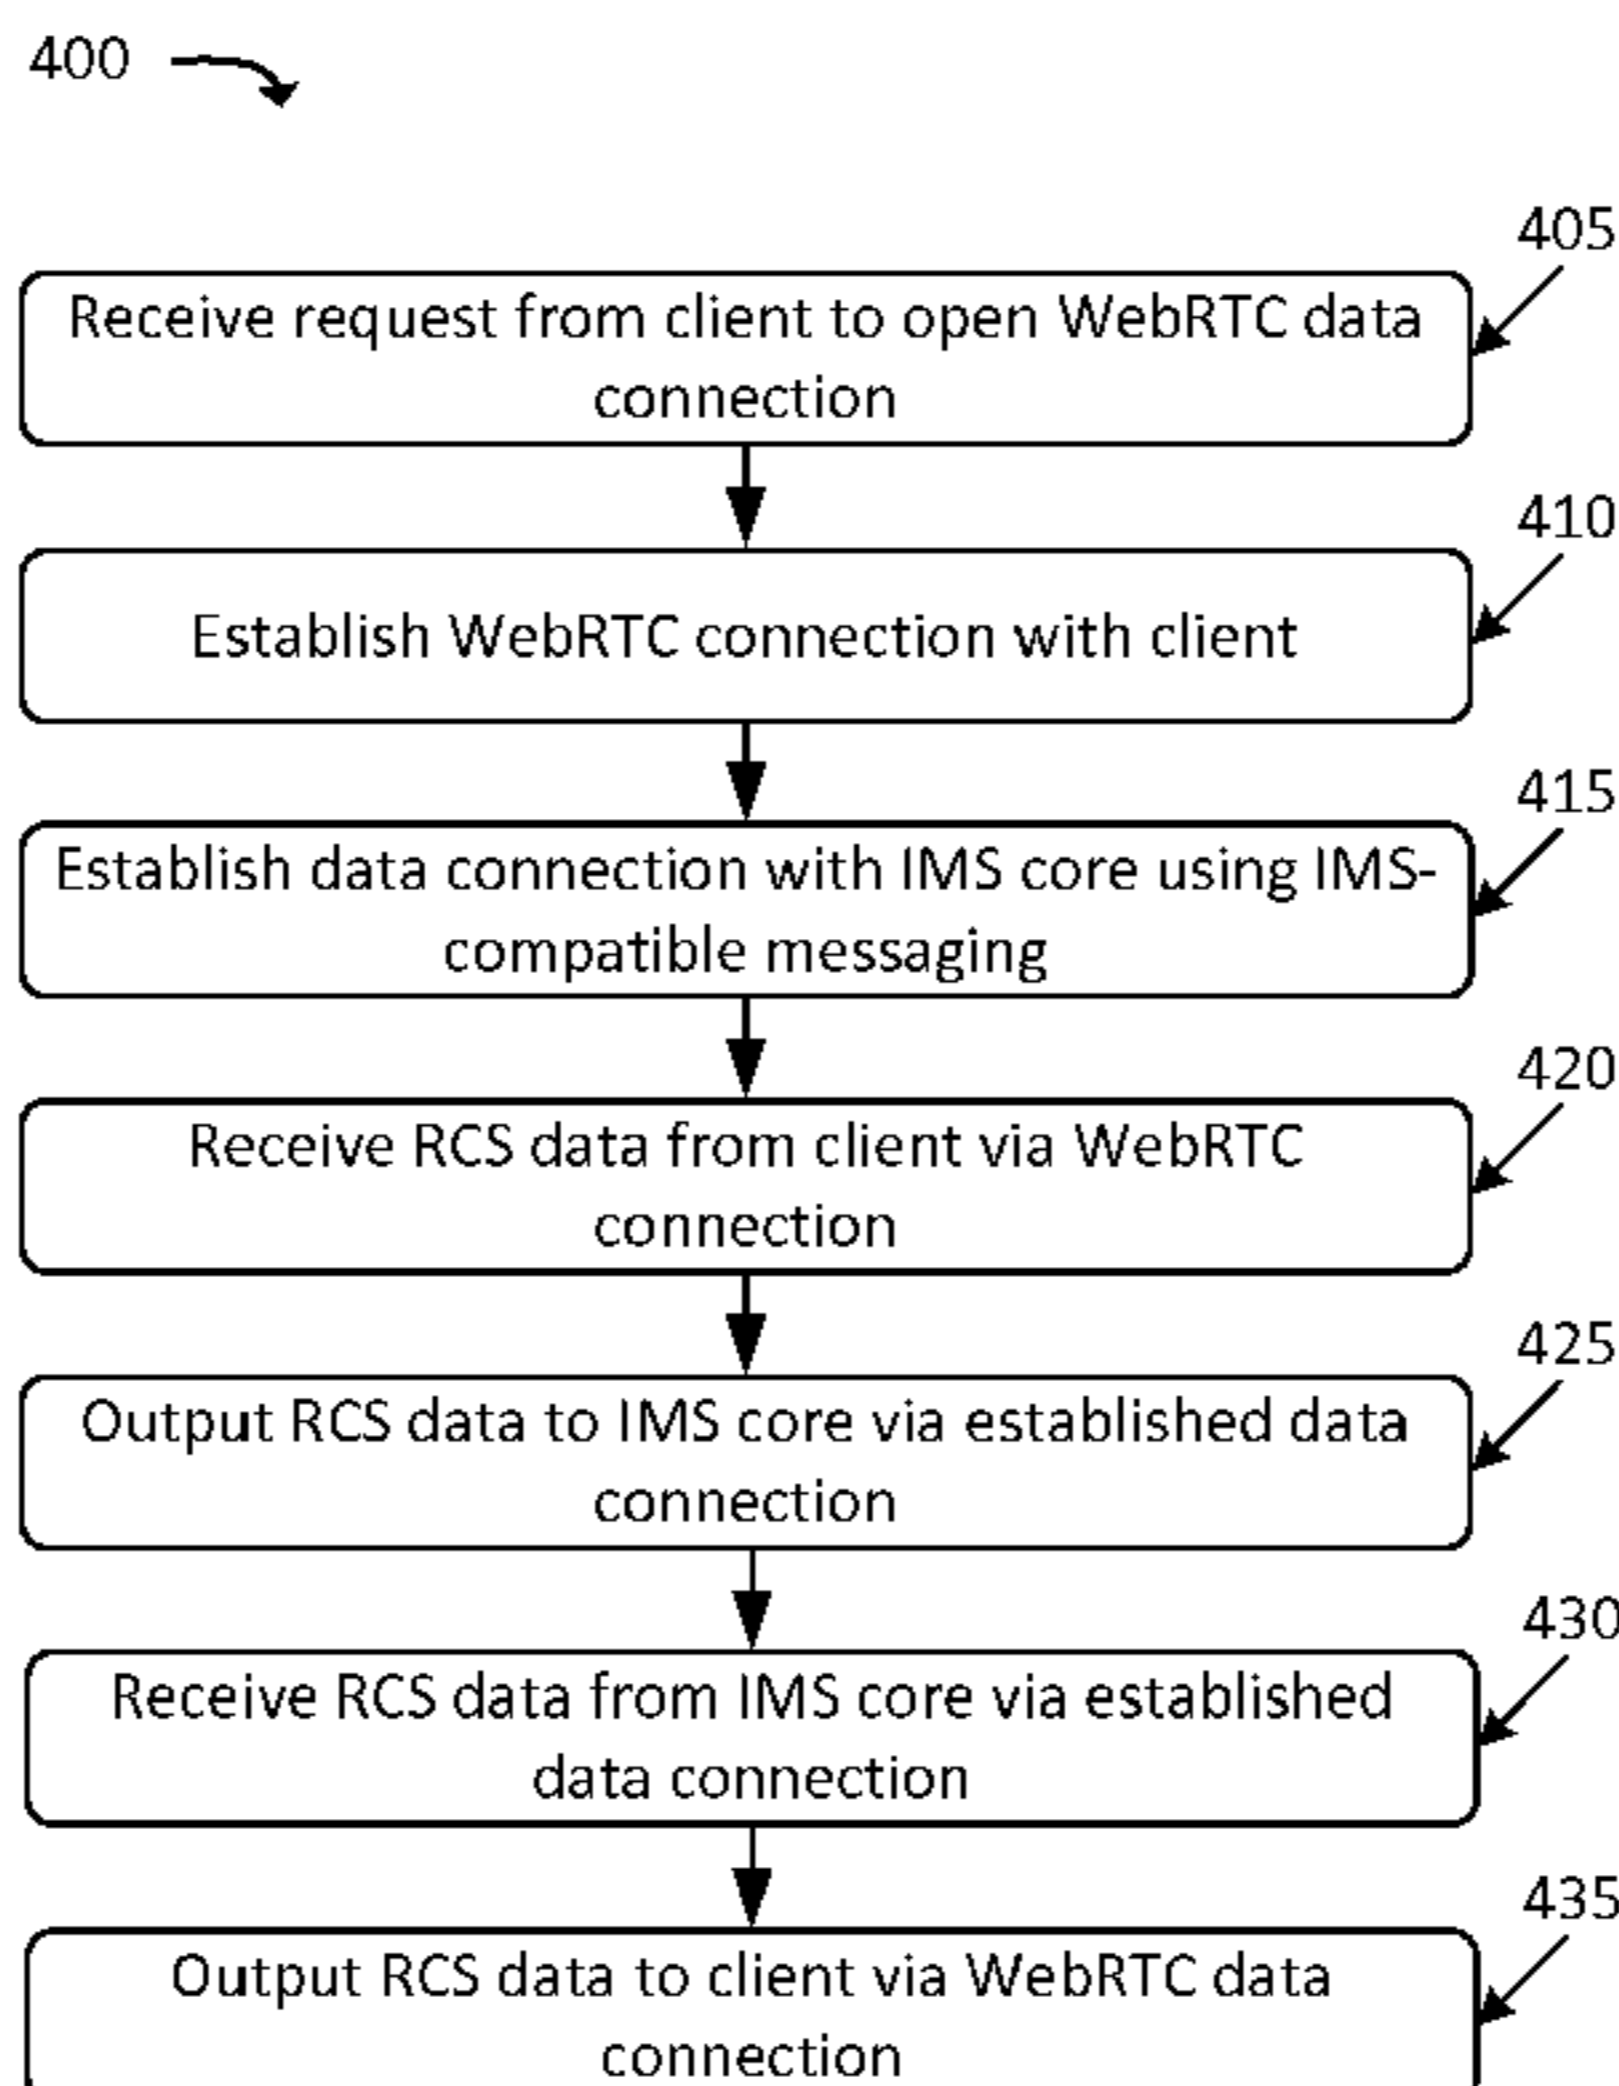 400
405
Receive request from client to open WebRTC data
connection
410
Establish WebRTC connection with client
415
Establish data connection with IMS core using IMS-
compatible messaging
420
Receive RCS data from client via WebRTC
connection
425
Output RCS data to IMS core via established data
connection
430
Receive RCS data from IMS core via established
data connection
435
Output RCS data to client via WebRTC data
connection